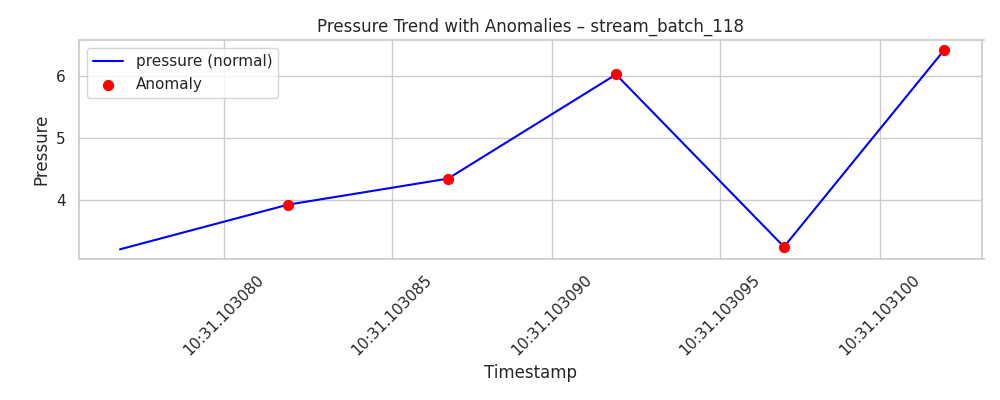 Pressure Trend with Anomalies – stream_batch_118
pressure (normal)
Anomaly
6
5
4
Pressure
10:31.103080
10:31.103085
10:31.103090
10:31.103095
10:31.103100
Timestamp